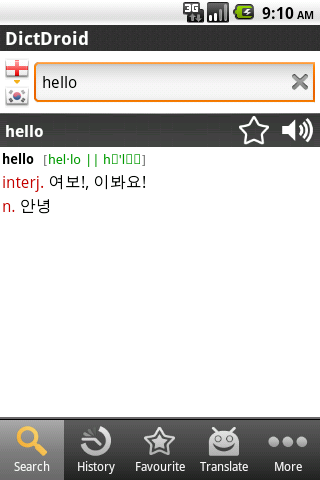 3G 9:10 AM
DictDroid
hello
hello
hello [hel·lo || h▯'l▯▯]
interj. 여보!, 이봐요!
n. 안녕
Search History Favourite Translate More